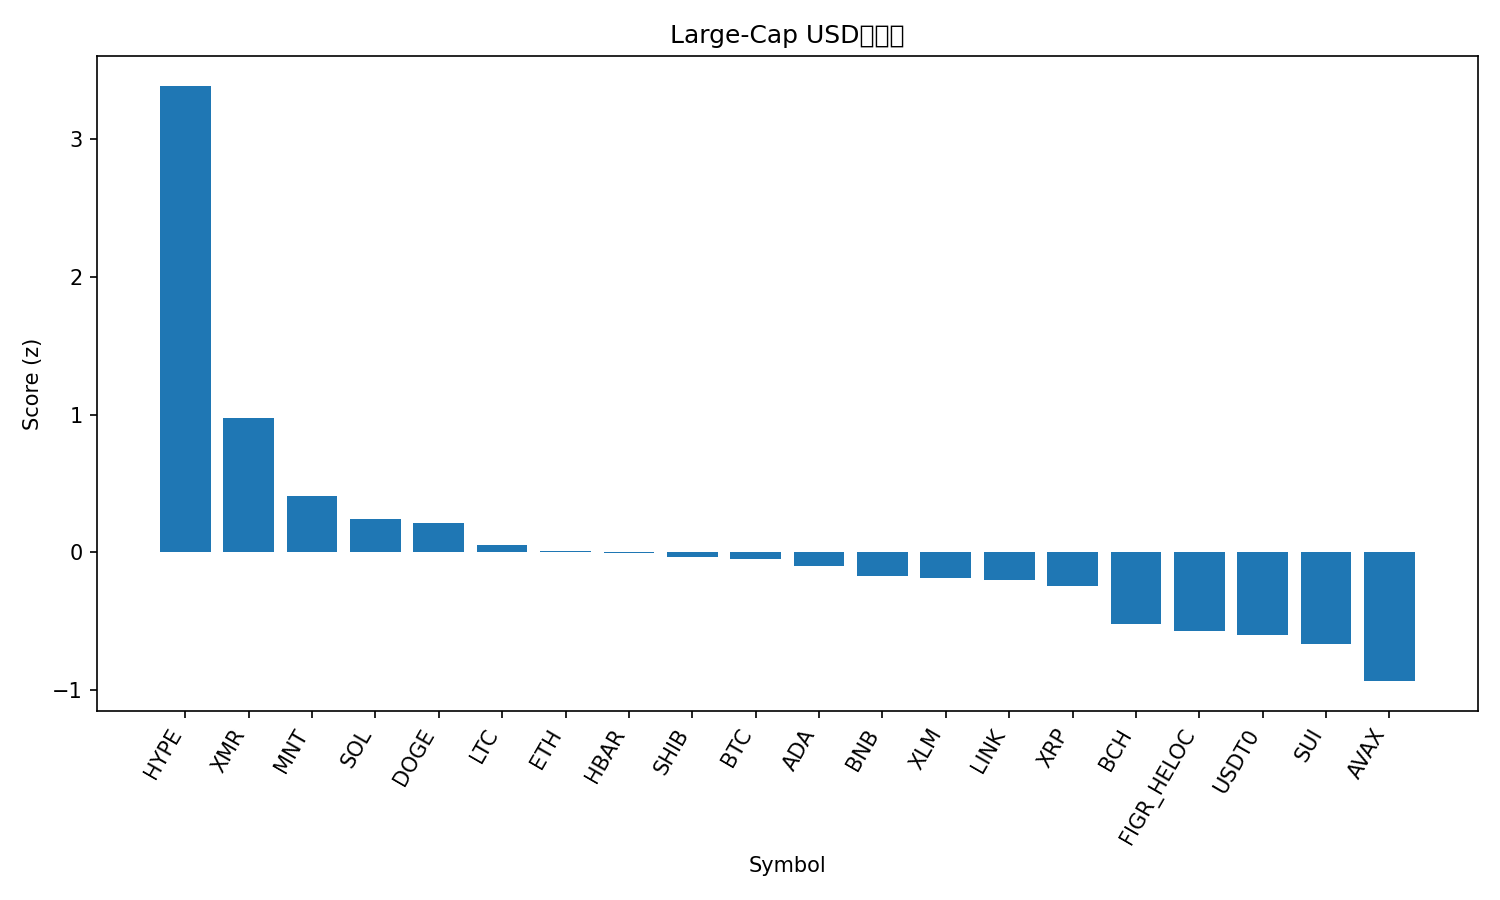 Large-Cap USD
Score (z)
3
2
1
0
−1
HYPE
XMR
MNT
SOL
DOGE
LTC
ETH
HBAR
SHIB
BTC
ADA
BNB
XLM
LINK
XRP
BCH
FIGR_HELOC
USDT0
SUI
AVAX
Symbol